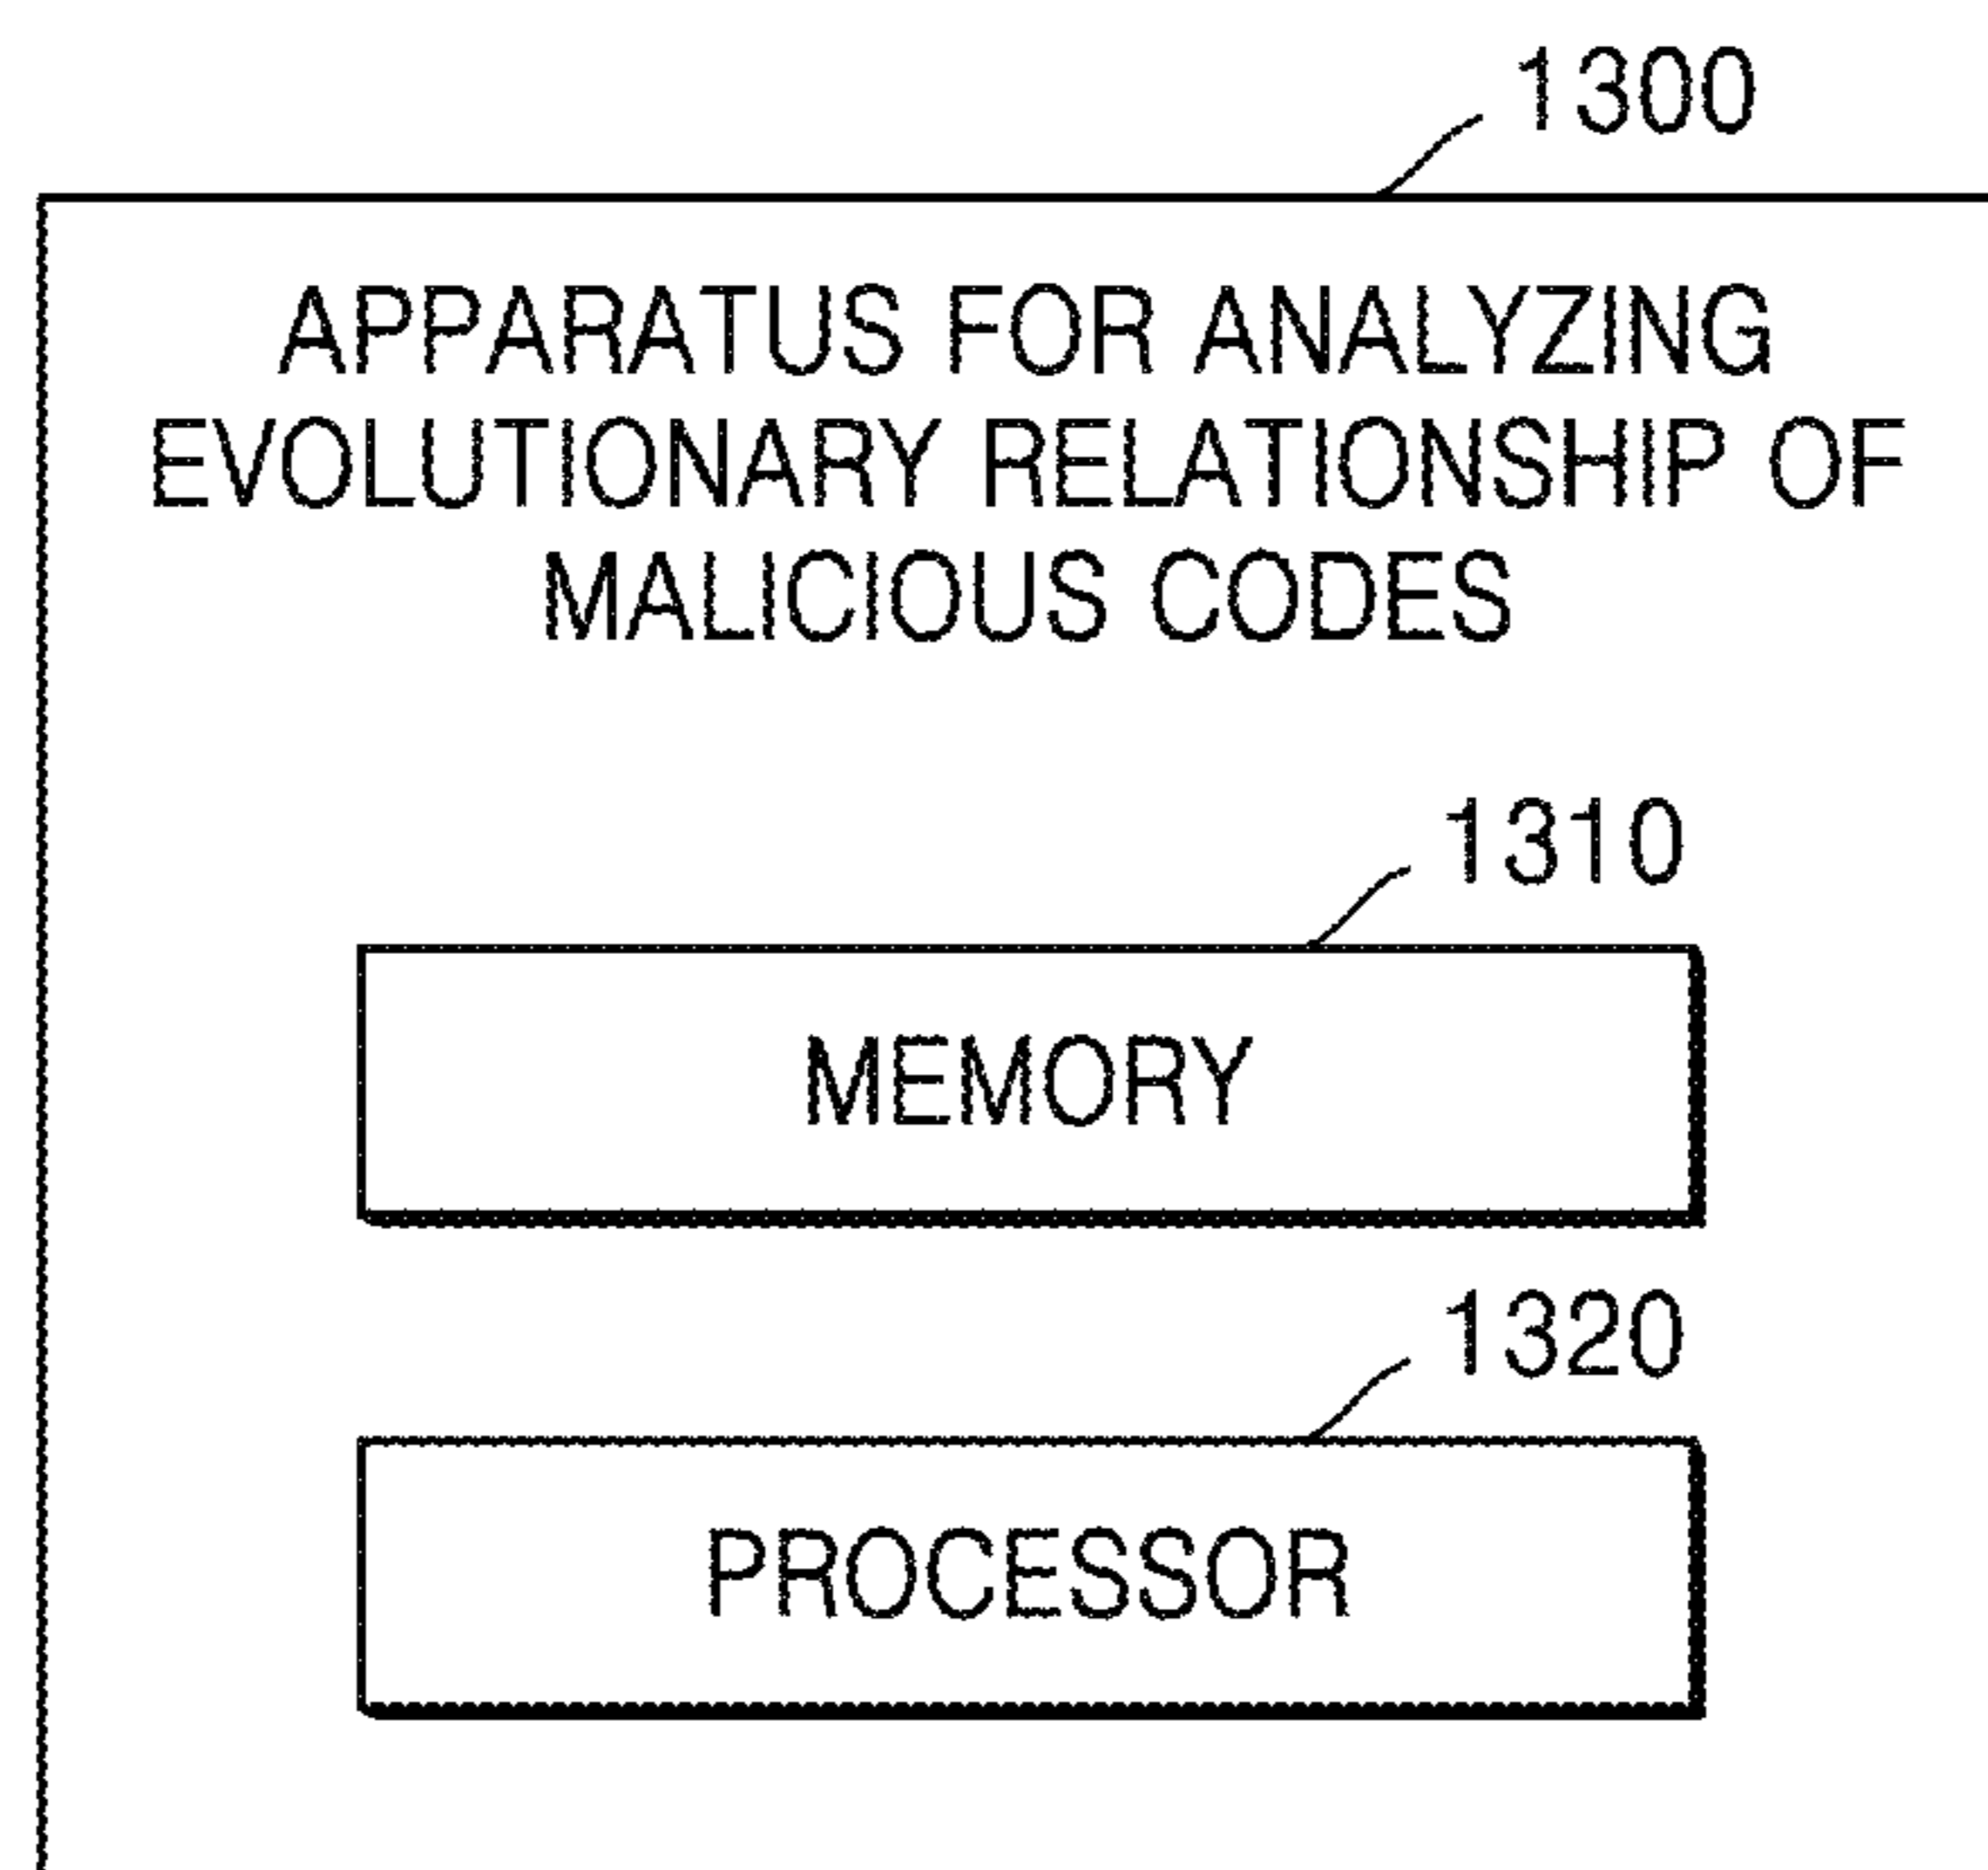 1300
APPARATUS FOR ANALYZING
EVOLUTIONARY RELATIONSHIP OF
MALICIOUS CODES
1310
MEMORY
1320
PROCESSOR